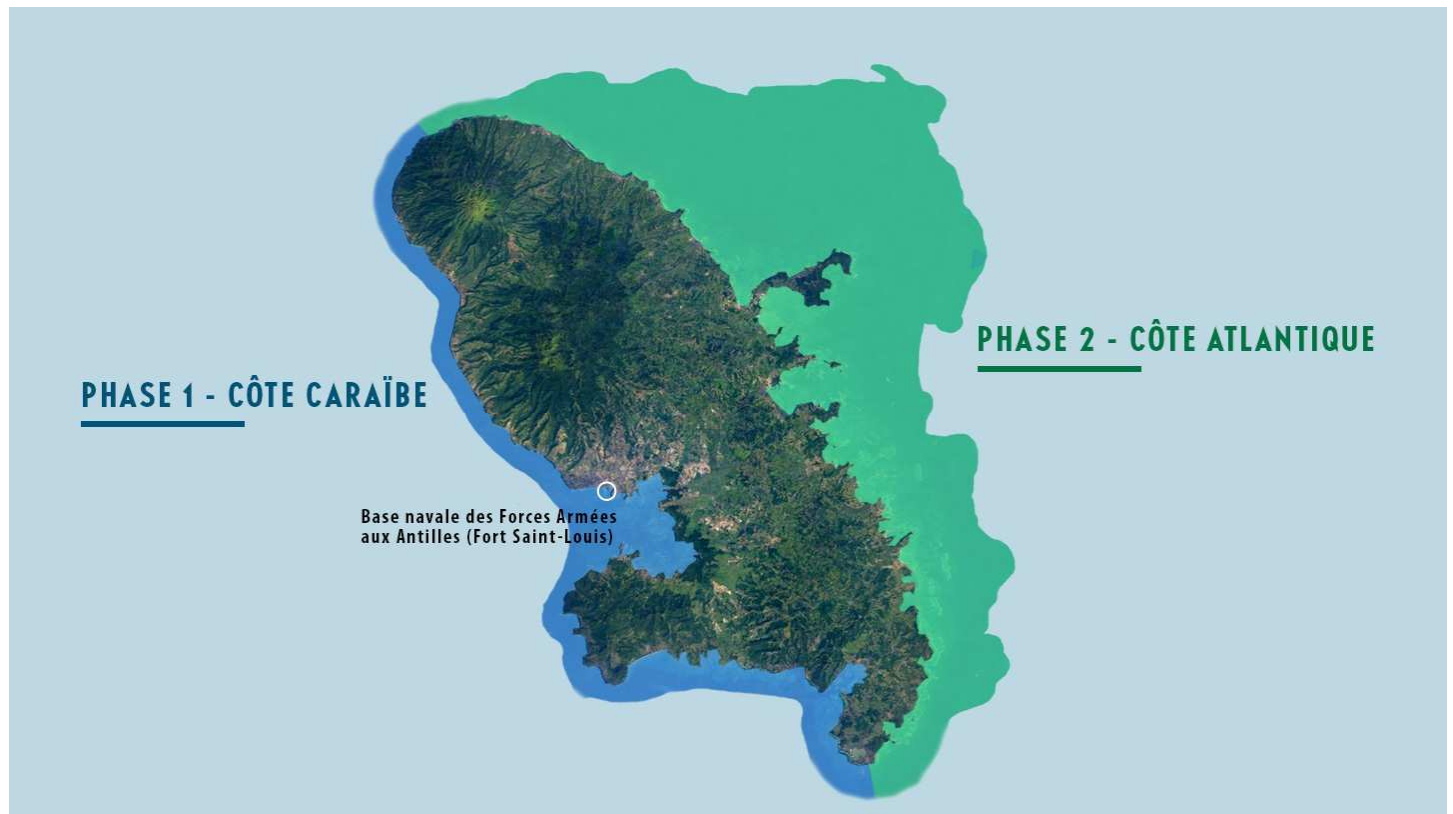 PHASE 2 - CÔTE ATLANTIQUE
PHASE 1 - CÔTE CARAÏBE
Base navale des Forces Armées
aux Antilles (Fort Saint-Louis)